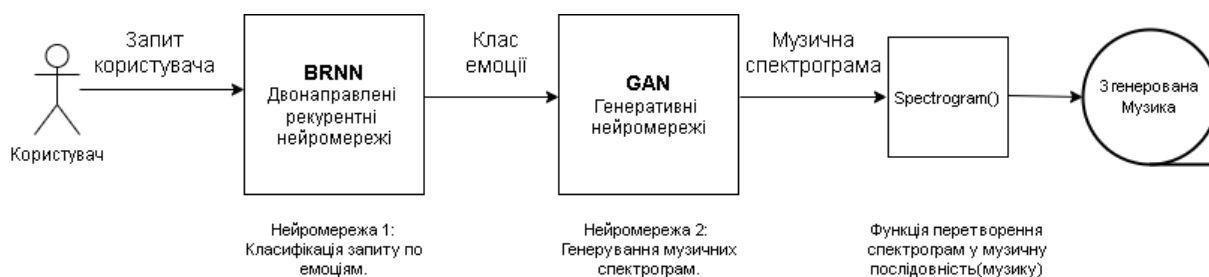 Запит
користувача
Користувач
BRNN
Двонаправлені
рекурентні
нейромережі
Клас
емоції
GAN
Генеративні
нейромережі
Музична
спектрограма
Spectrogram()
Згенерована
Музика
Нейромережа 1:
Класифікація запиту по
емоціям.
Нейромережа 2:
Генерування музичних
спектрограм.
Функція перетворення
спектрограм у музичну
послідовність(музику)